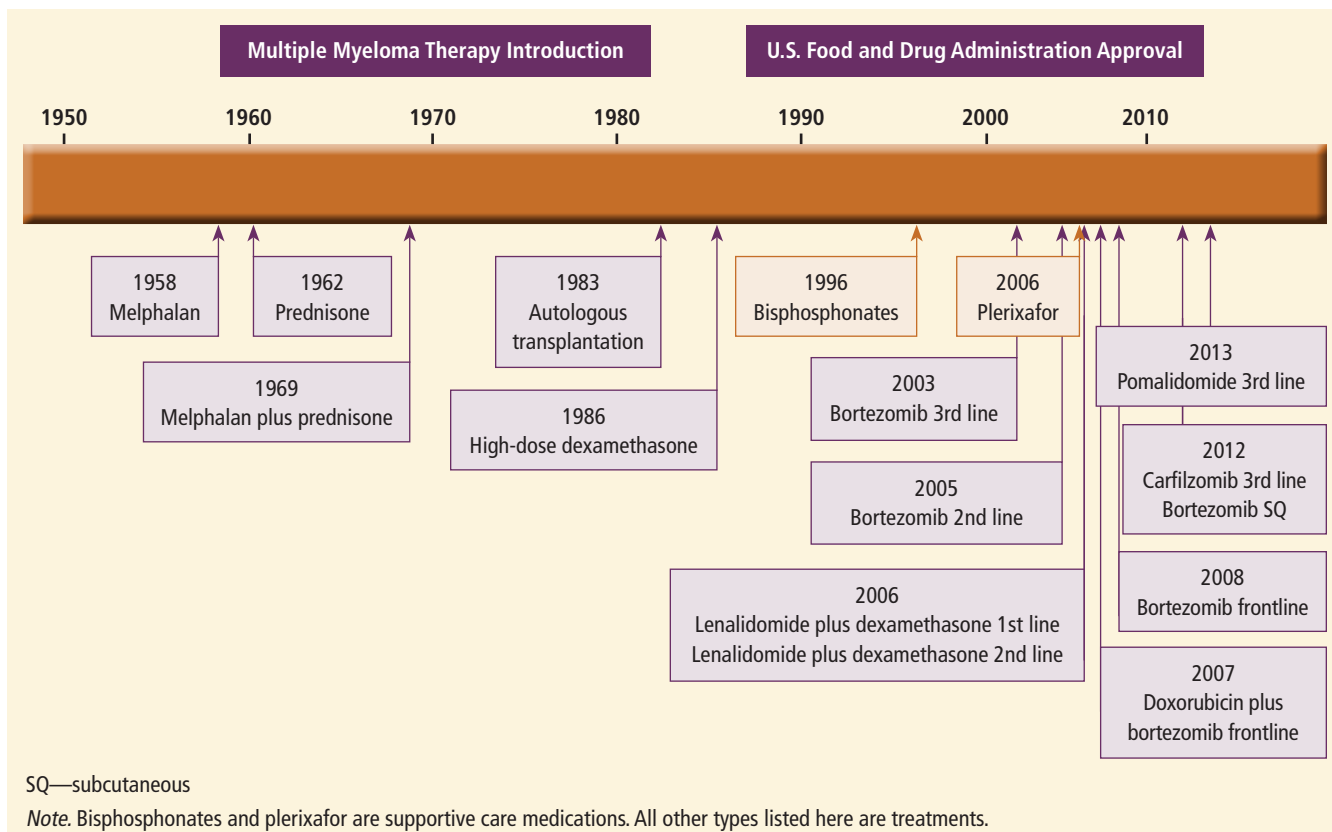 Multiple Myeloma Therapy Introduction
U.S. Food and Drug Administration Approval
1950
1960
1970
1980
1990
2000
2010
1958
Melphalan
1962
Prednisone
1969
Melphalan plus prednisone
1983
Autologous
transplantation
1986
High-dose dexamethasone
1996
Bisphosphonates
2006
Plerixafor
2003
Bortezomib 3rd line
2005
Bortezomib 2nd line
2006
Lenalidomide plus dexamethasone 1st line
Lenalidomide plus dexamethasone 2nd line
2013
Pomalidomide 3rd line
2012
Carfilzomib 3rd line
Bortezomib SQ
2008
Bortezomib frontline
2007
Doxorubicin plus
bortezomib frontline
SQ—subcutaneous
Note. Bisphosphonates and plerixafor are supportive care medications. All other types listed here are treatments.